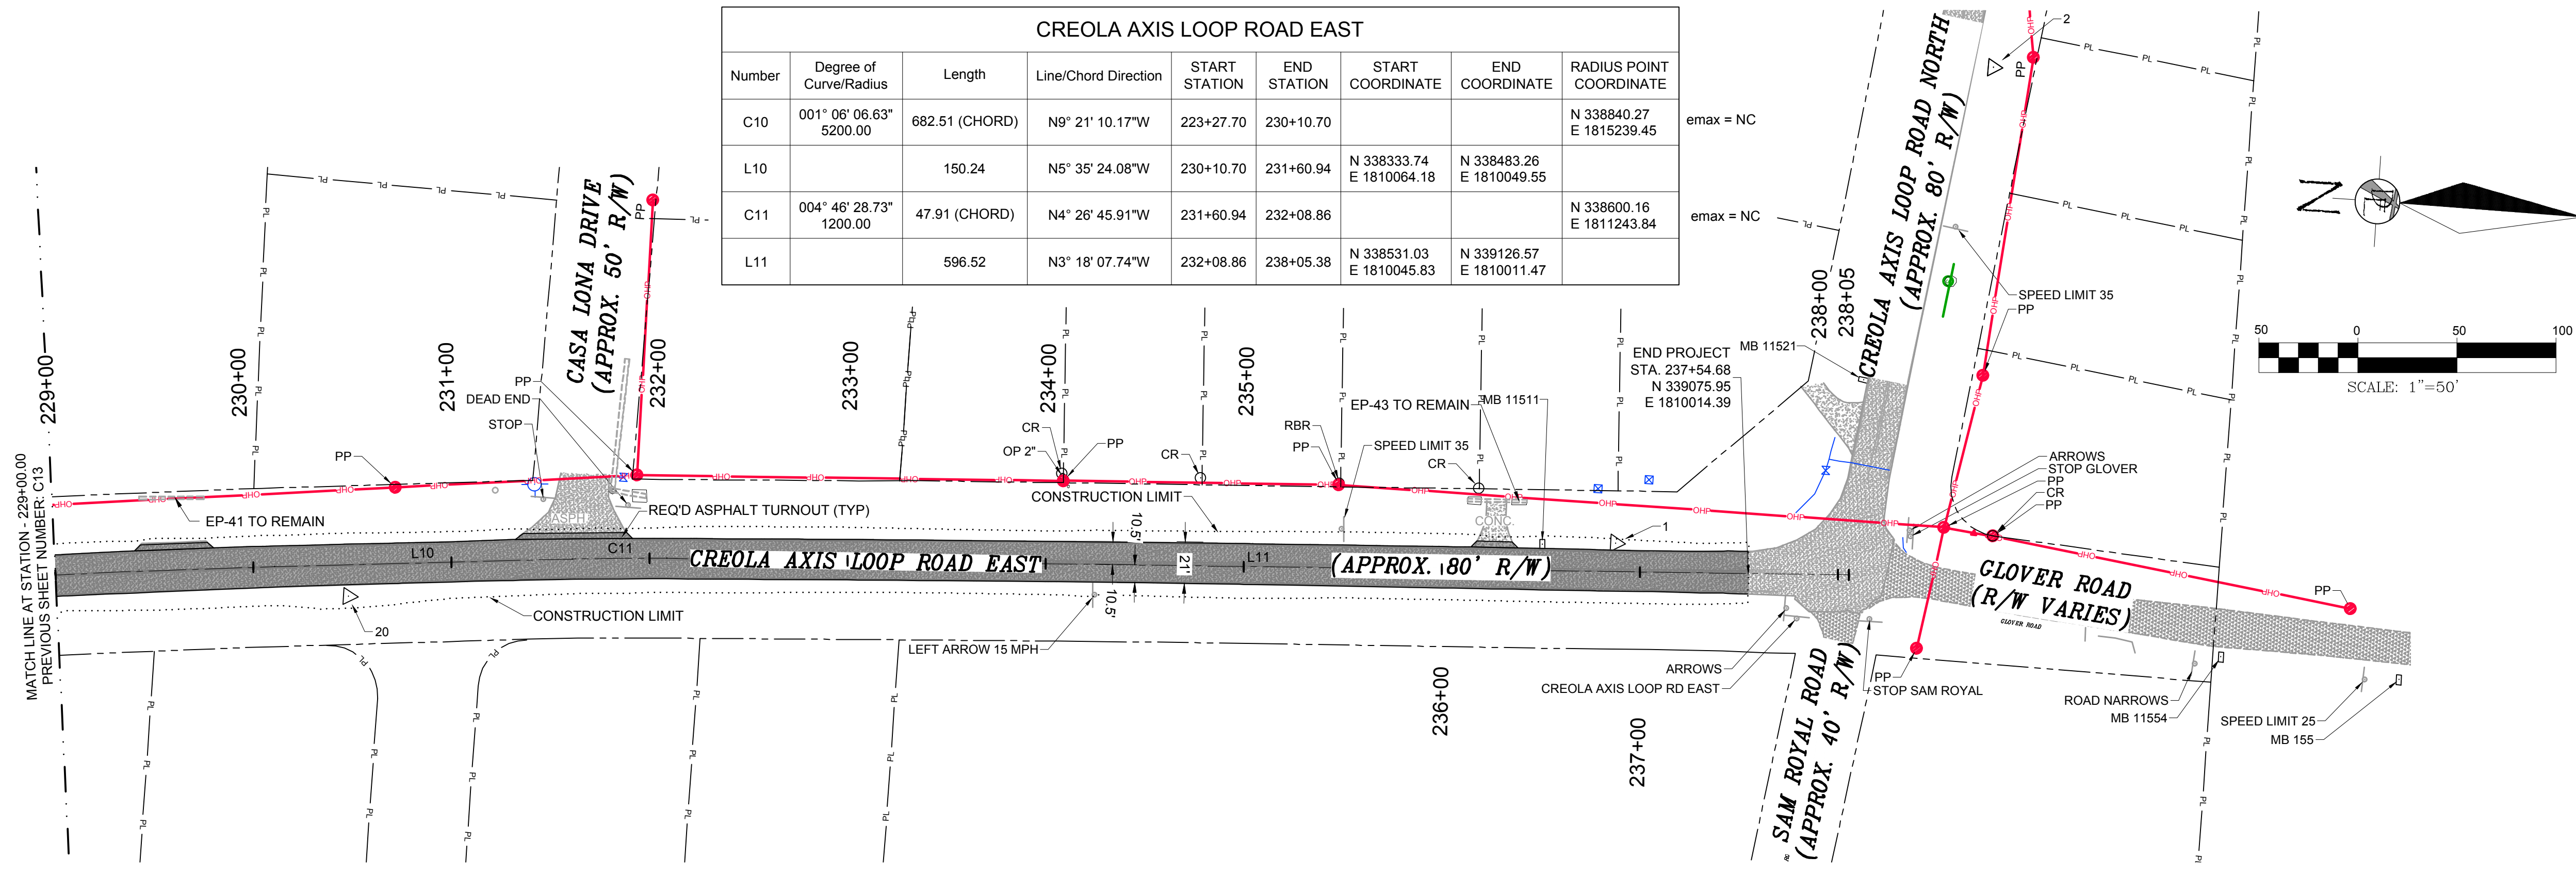 CREOLA AXIS LOOP ROAD EAST
Number Degree of Curve/Radius Length Line/Chord Direction START STATION END STATION START COORDINATE END COORDINATE RADIUS POINT COORDINATE
C10 001° 06' 06.63" 5200.00 682.51 (CHORD) N9° 21' 10.17"W 223+27.70 230+10.70 N 338840.27 E 1815239.45
emax = NC
L10 150.24 N5° 35' 24.08"W 230+10.70 231+60.94 N 338333.74 E 1810064.18 N 338483.26 E 1810049.55
C11 004° 46' 28.73" 1200.00 47.91 (CHORD) N4° 26' 45.91"W 231+60.94 232+08.86 N 338600.16 E 1811243.84
emax = NC
L11 596.52 N3° 18' 07.74"W 232+08.86 238+05.38 N 338531.03 E 1810045.83 N 339126.57 E 1810011.47
MATCH LINE AT STATION - 229+00.00
PREVIOUS SHEET NUMBER: C13
229+00
230+00
231+00
232+00
233+00
234+00
235+00
236+00
237+00
238+00
238+05
CASA LONA DRIVE
(APPROX. 50' R/W)
PP
PP
DEAD END
STOP
PP
EP-41 TO REMAIN
ASPH.
REQ'D ASPHALT TURNOUT (TYP)
CR
OP 2"
PP
CONSTRUCTION LIMIT
CR
RBR
PP
SPEED LIMIT 35
EP-43 TO REMAIN
CR
MB 11511
CONC.
1
END PROJECT
STA. 237+54.68
N 339075.95
E 1810014.39
MB 11521
L10
C11
CREOLA AXIS LOOP ROAD EAST
(APPROX. 80' R/W)
L11
10.5'
21'
10.5'
20
CONSTRUCTION LIMIT
LEFT ARROW 15 MPH
ARROWS
CREOLA AXIS LOOP RD EAST
SAM ROYAL ROAD
(APPROX. 40' R/W)
PP
STOP SAM ROYAL
CREOLA AXIS LOOP ROAD NORTH
(APPROX. 80' R/W)
2
PP
SPEED LIMIT 35
PP
ARROWS
STOP GLOVER
PP
CR
PP
GLOVER ROAD
(R/W VARIES)
GLOVER ROAD
PP
ROAD NARROWS
MB 11554
SPEED LIMIT 25
MB 155
N
50 0 50 100
SCALE: 1"=50'
PL
OHP